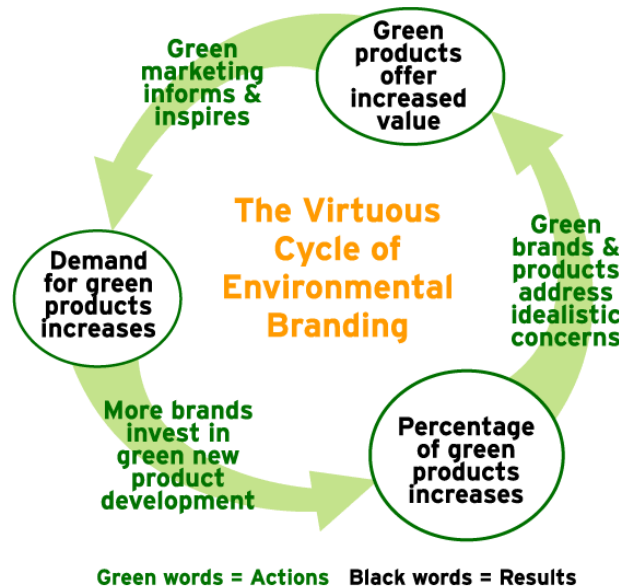 Green
products
offer
increased
value
Green
marketing
informs &
inspires
The Virtuous
Cycle of
Environmental
Branding
Demand
for green
products
increases
Green
brands &
products
address
idealistic
concerns
More brands
invest in
green new
product
development
Percentage
of green
products
increases
Green words = Actions Black words = Results